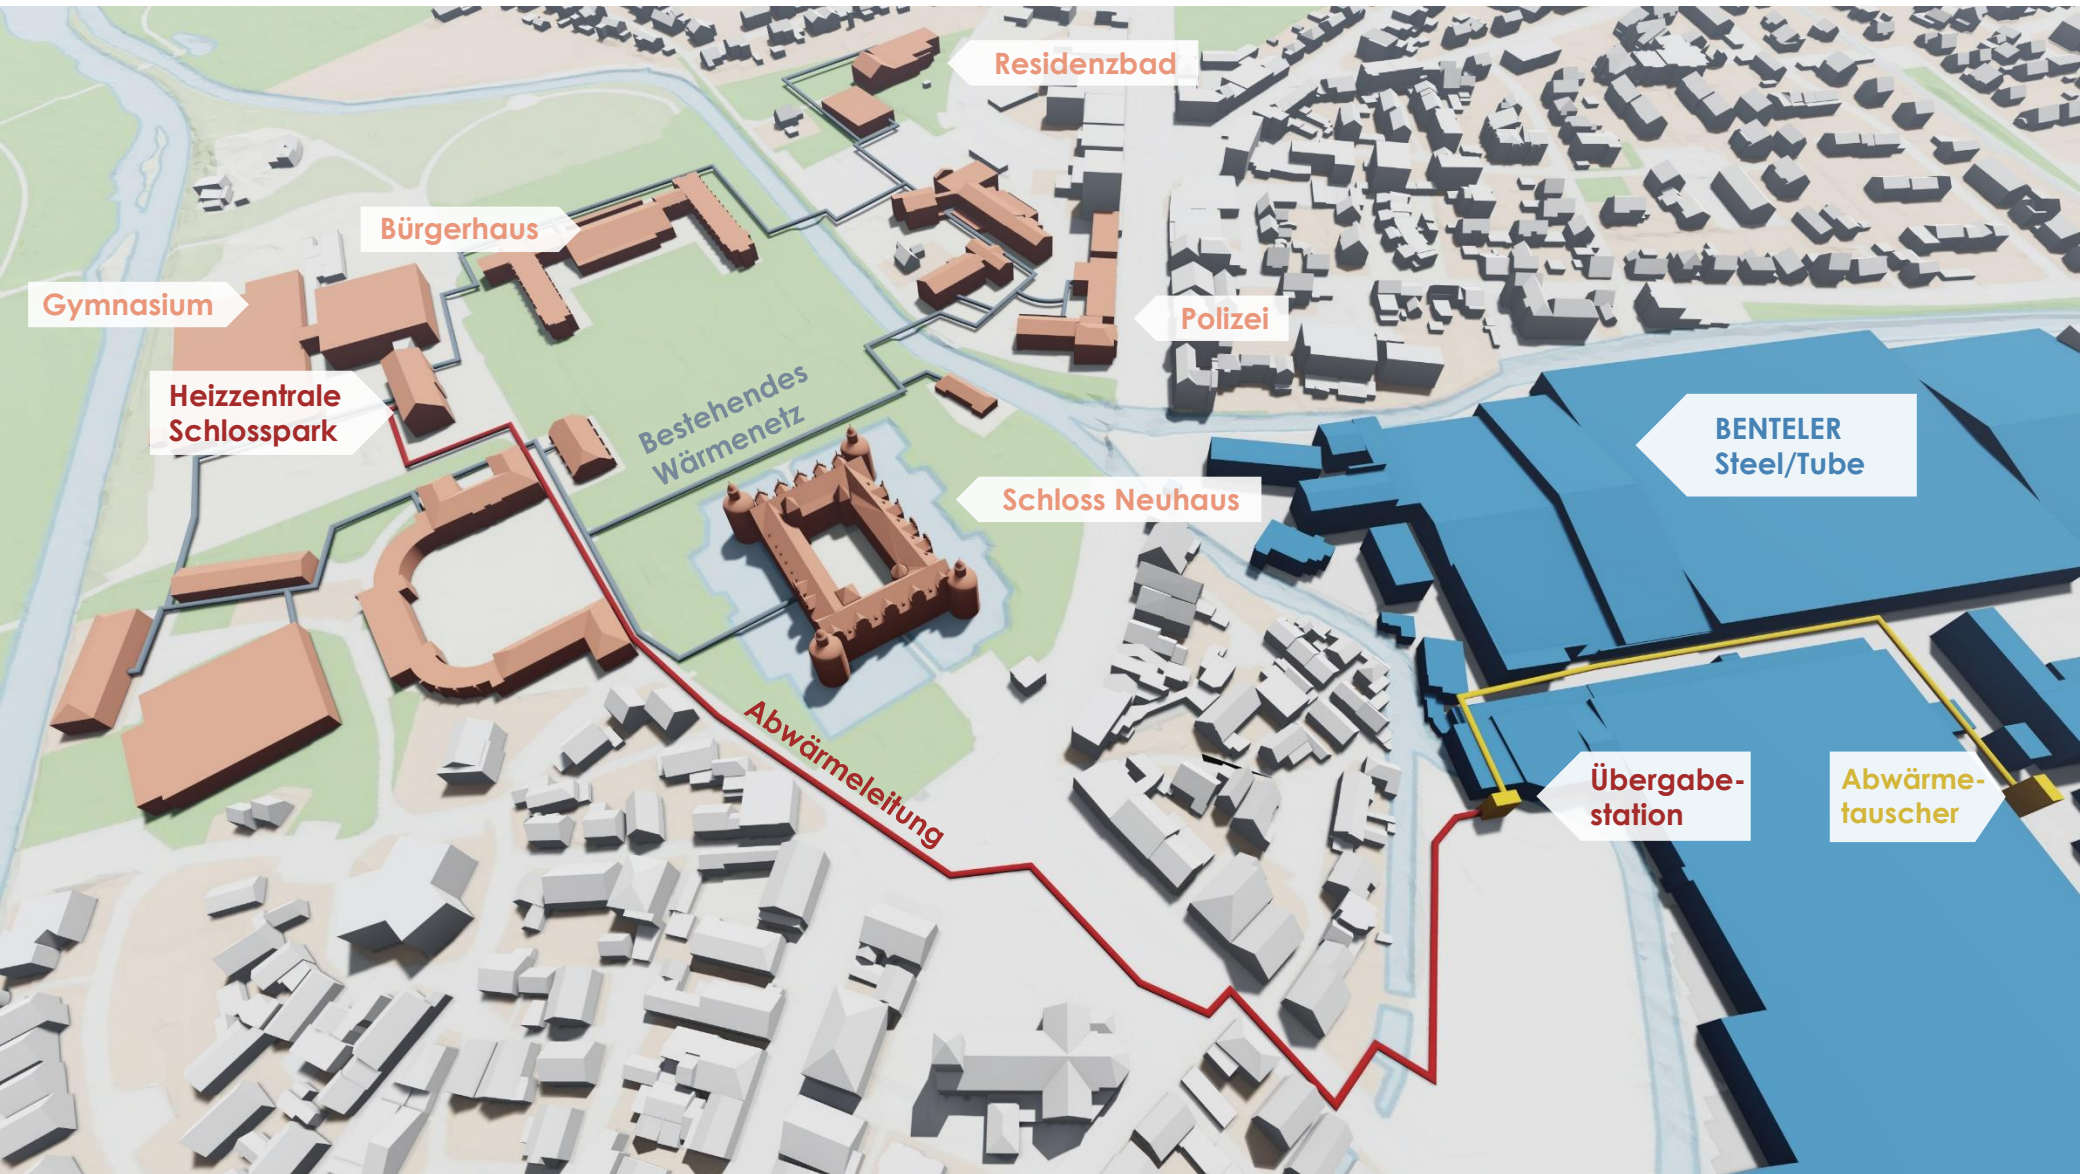 Residenzbad
Bürgerhaus
Gymnasium
Polizei
Heizzentrale
Schlosspark
Bestehendes
Wärmenetz
BENTELER
Steel/Tube
Schloss Neuhaus
Abwärmeleitung
Übergabe-
station
Abwärme-
tauscher